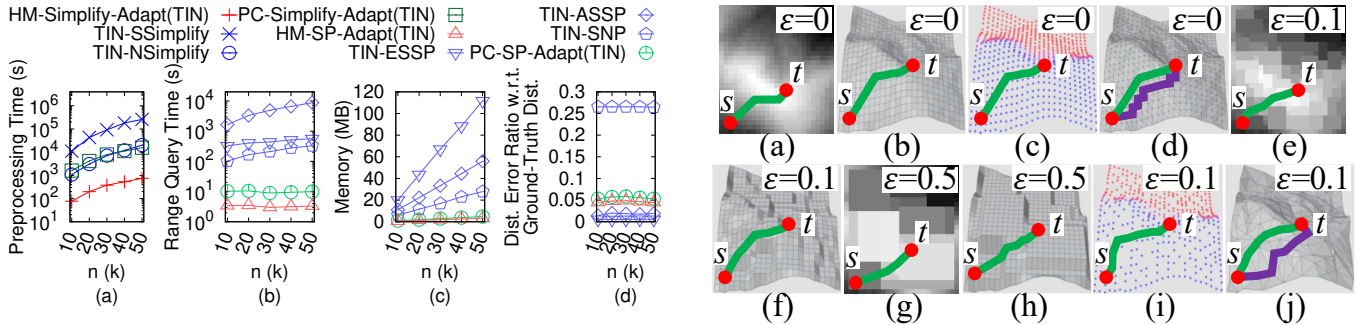 HM-Simplify-Adapt(TIN)
TIN-SSimplify
TIN-NSimplify
PC-Simplify-Adapt(TIN)
HM-SP-Adapt(TIN)
TIN-ESSP
TIN-ASSP
TIN-SNP
PC-SP-Adapt(TIN)
Preprocessing Time (s)
10^6
10^5
10^4
10^3
10^2
10^1
10 20 30 40 50
n (k)
(a)
Range Query Time (s)
10^4
10^3
10^2
10^1
10^0
10 20 30 40 50
n (k)
(b)
Memory (MB)
120
100
80
60
40
20
0
10 20 30 40 50
n (k)
(c)
Dist. Error Ratio w.r.t.
Ground-Truth Dist.
0.3
0.25
0.2
0.15
0.1
0.05
0
10 20 30 40 50
n (k)
(d)
ε=0
s t
(a)
ε=0
s t
(b)
ε=0
s t
(c)
ε=0
s t
(d)
ε=0.1
s t
(e)
ε=0.1
s t
(f)
ε=0.5
s t
(g)
ε=0.5
s t
(h)
ε=0.1
s t
(i)
ε=0.1
s t
(j)